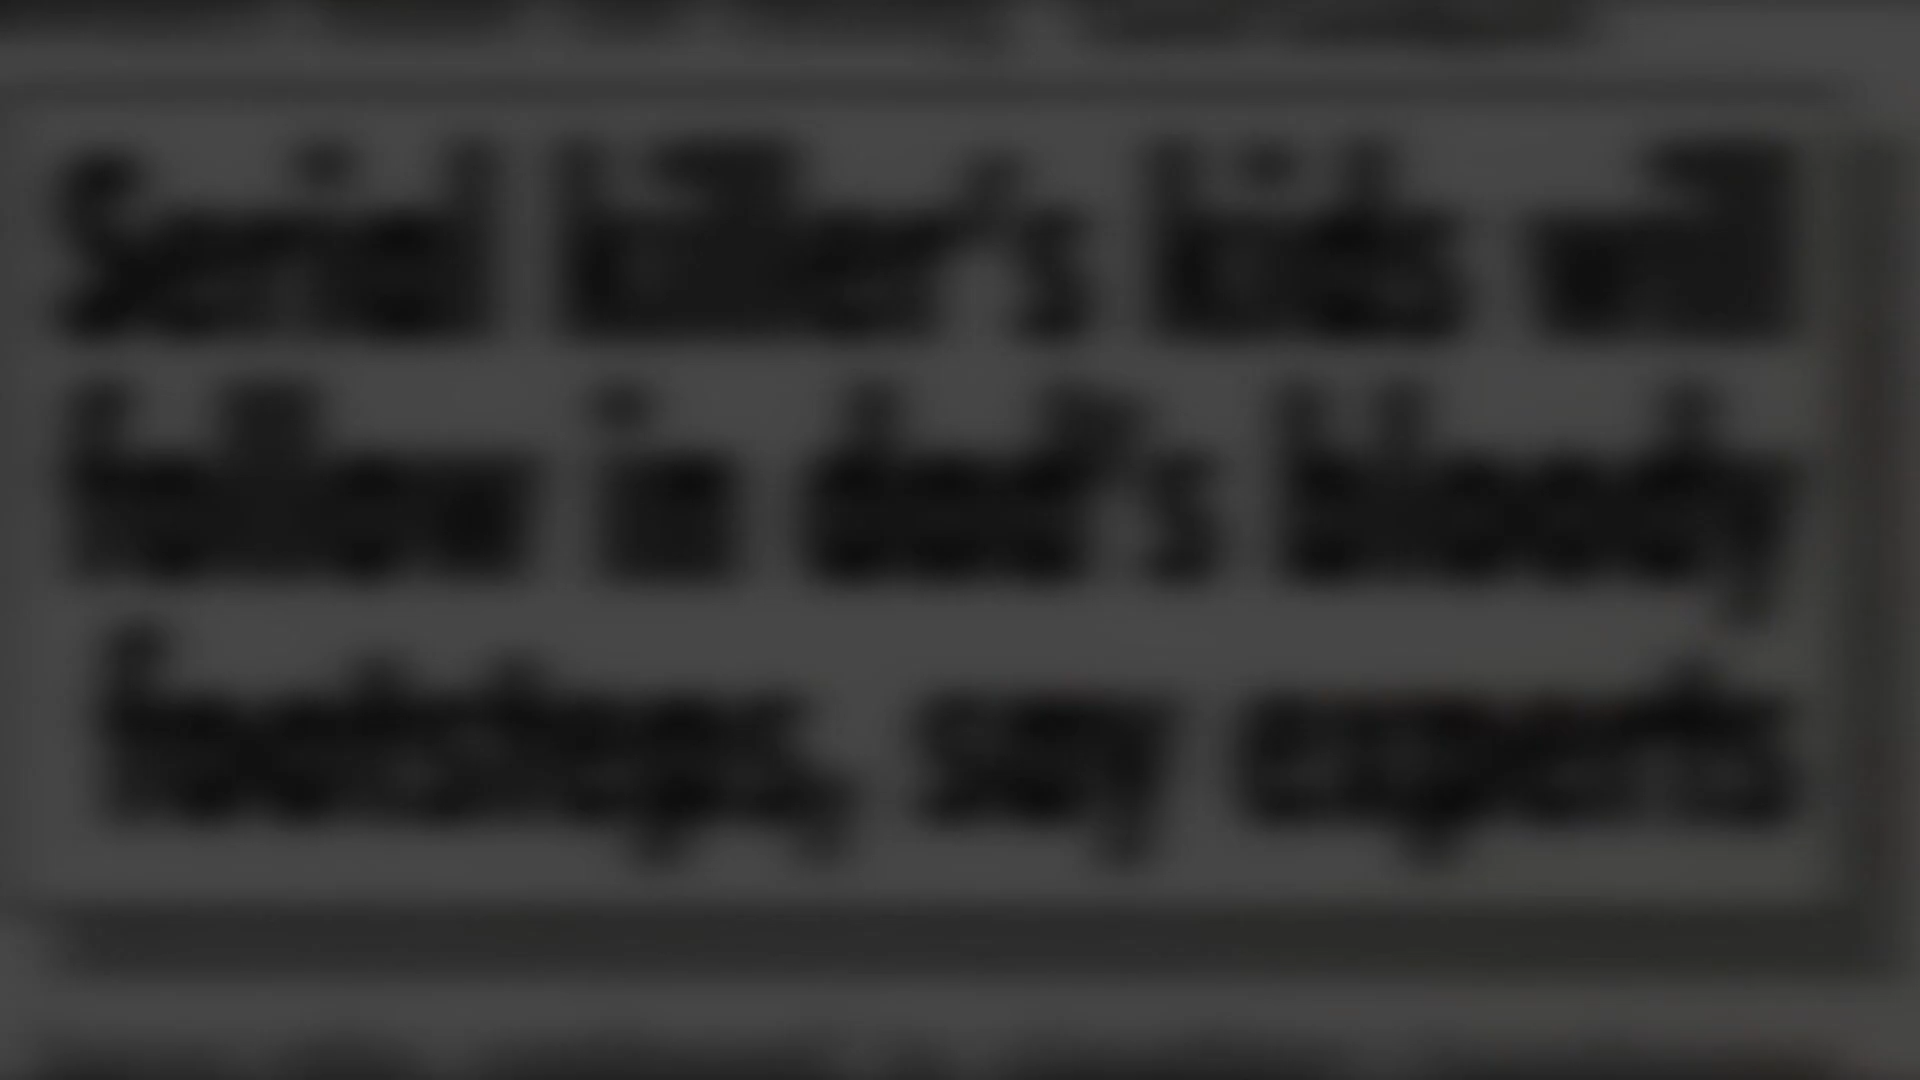 Serial killer's kids will
follow in dad's bloody
footsteps, say experts